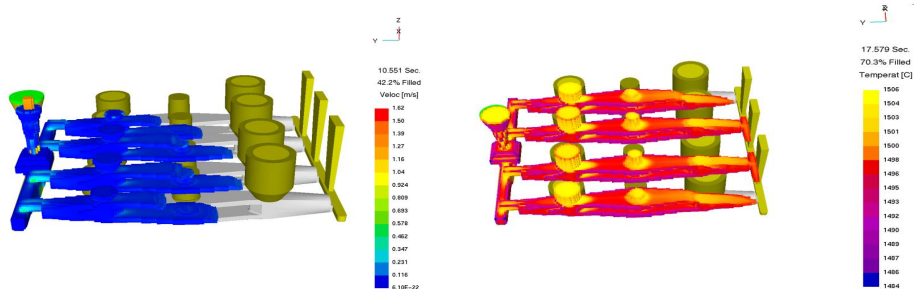 Z
X
Y
10.551 Sec.
42.2% Filled
Veloc [m/s]
1.62
1.50
1.39
1.27
1.16
1.04
0.924
0.809
0.693
0.578
0.462
0.347
0.231
0.116
6.10E-22
Y
17.579 Sec.
70.3% Filled
Temperat [C]
1506
1504
1503
1501
1500
1498
1496
1495
1493
1492
1490
1489
1487
1486
1484